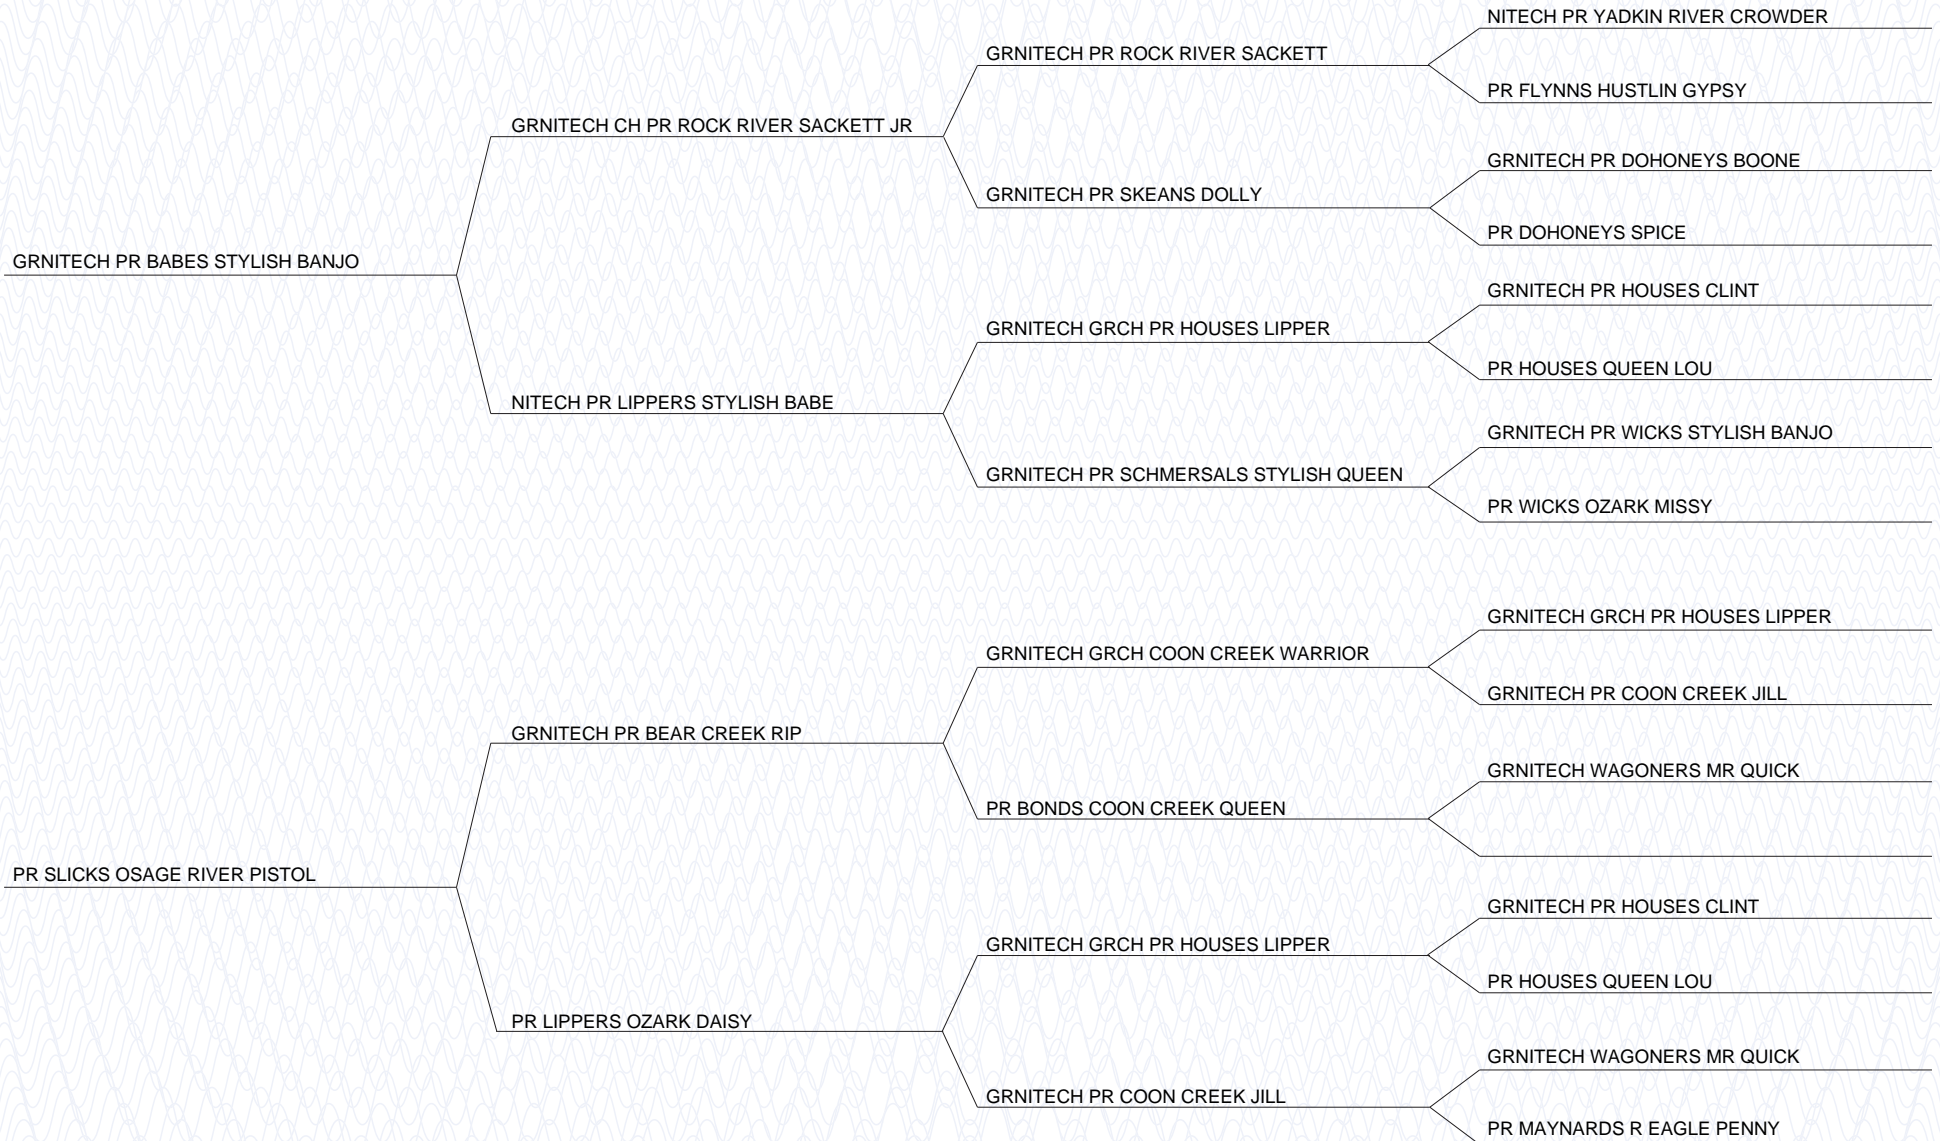 GRNITECH PR BABES STYLISH BANJO
GRNITECH CH PR ROCK RIVER SACKETT JR
GRNITECH PR ROCK RIVER SACKETT
NITECH PR YADKIN RIVER CROWDER
PR FLYNNS HUSTLIN GYPSY
GRNITECH PR SKEANS DOLLY
GRNITECH PR DOHONEYS BOONE
PR DOHONEYS SPICE
NITECH PR LIPPERS STYLISH BABE
GRNITECH GRCH PR HOUSES LIPPER
GRNITECH PR HOUSES CLINT
PR HOUSES QUEEN LOU
GRNITECH PR SCHMERSALS STYLISH QUEEN
GRNITECH PR WICKS STYLISH BANJO
PR WICKS OZARK MISSY
PR SLICKS OSAGE RIVER PISTOL
GRNITECH PR BEAR CREEK RIP
GRNITECH GRCH COON CREEK WARRIOR
GRNITECH GRCH PR HOUSES LIPPER
GRNITECH PR COON CREEK JILL
PR BONDS COON CREEK QUEEN
GRNITECH WAGONERS MR QUICK
PR LIPPERS OZARK DAISY
GRNITECH GRCH PR HOUSES LIPPER
GRNITECH PR HOUSES CLINT
PR HOUSES QUEEN LOU
GRNITECH PR COON CREEK JILL
GRNITECH WAGONERS MR QUICK
PR MAYNARDS R EAGLE PENNY